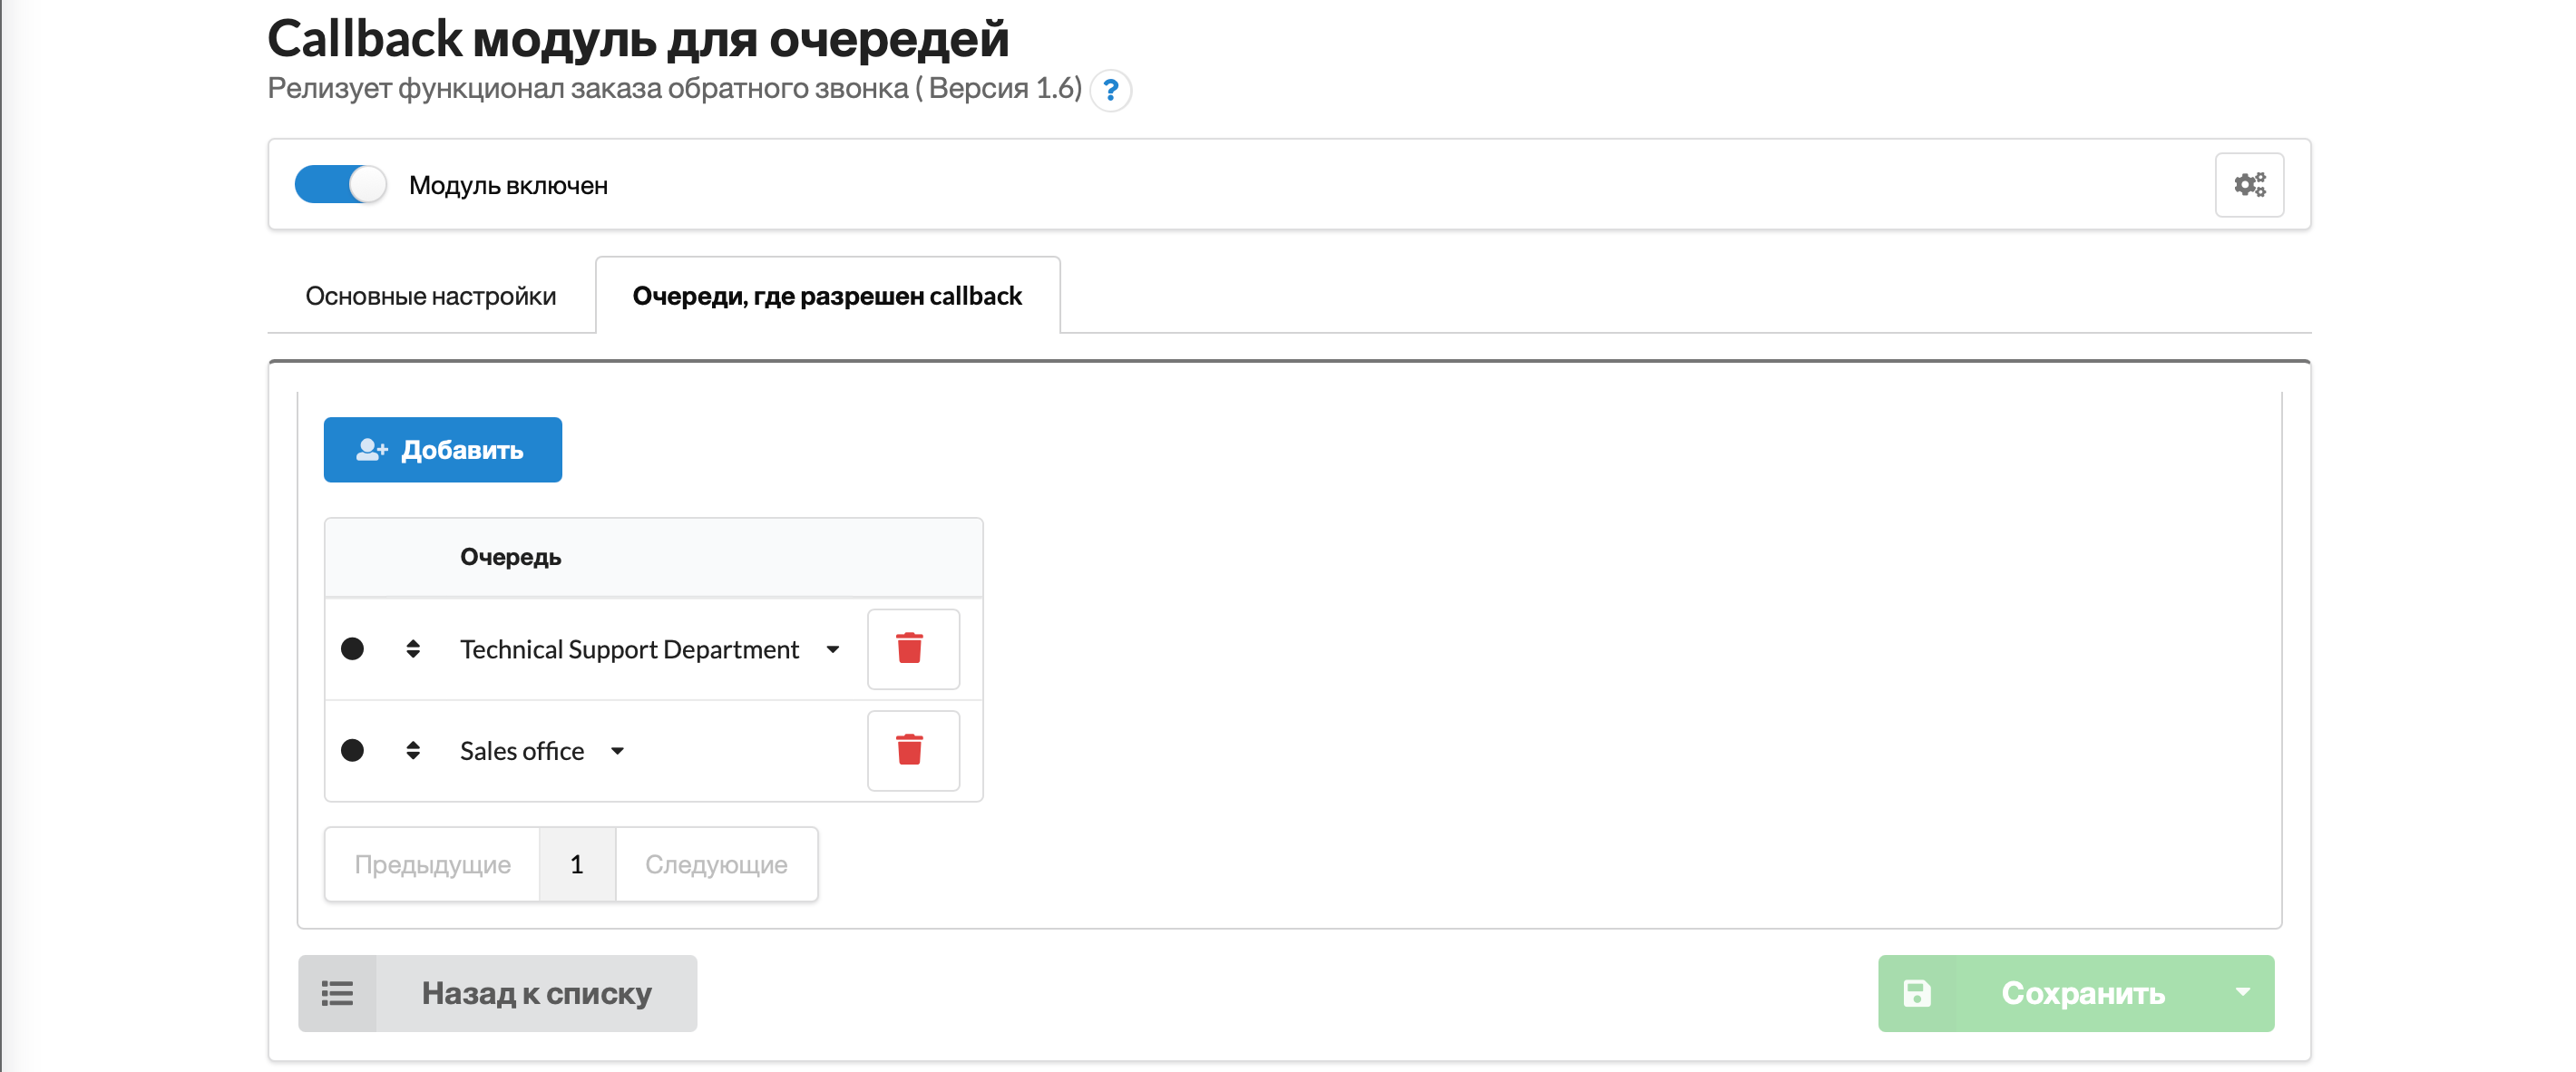 Callback модуль для очередей
Релизует функционал заказа обратного звонка ( Версия 1.6) ?
Модуль включен
Основные настройки
Очереди, где разрешен callback
Добавить
Очередь
Technical Support Department
Sales office
Предыдущие 1 Следующие
Назад к списку
Сохранить